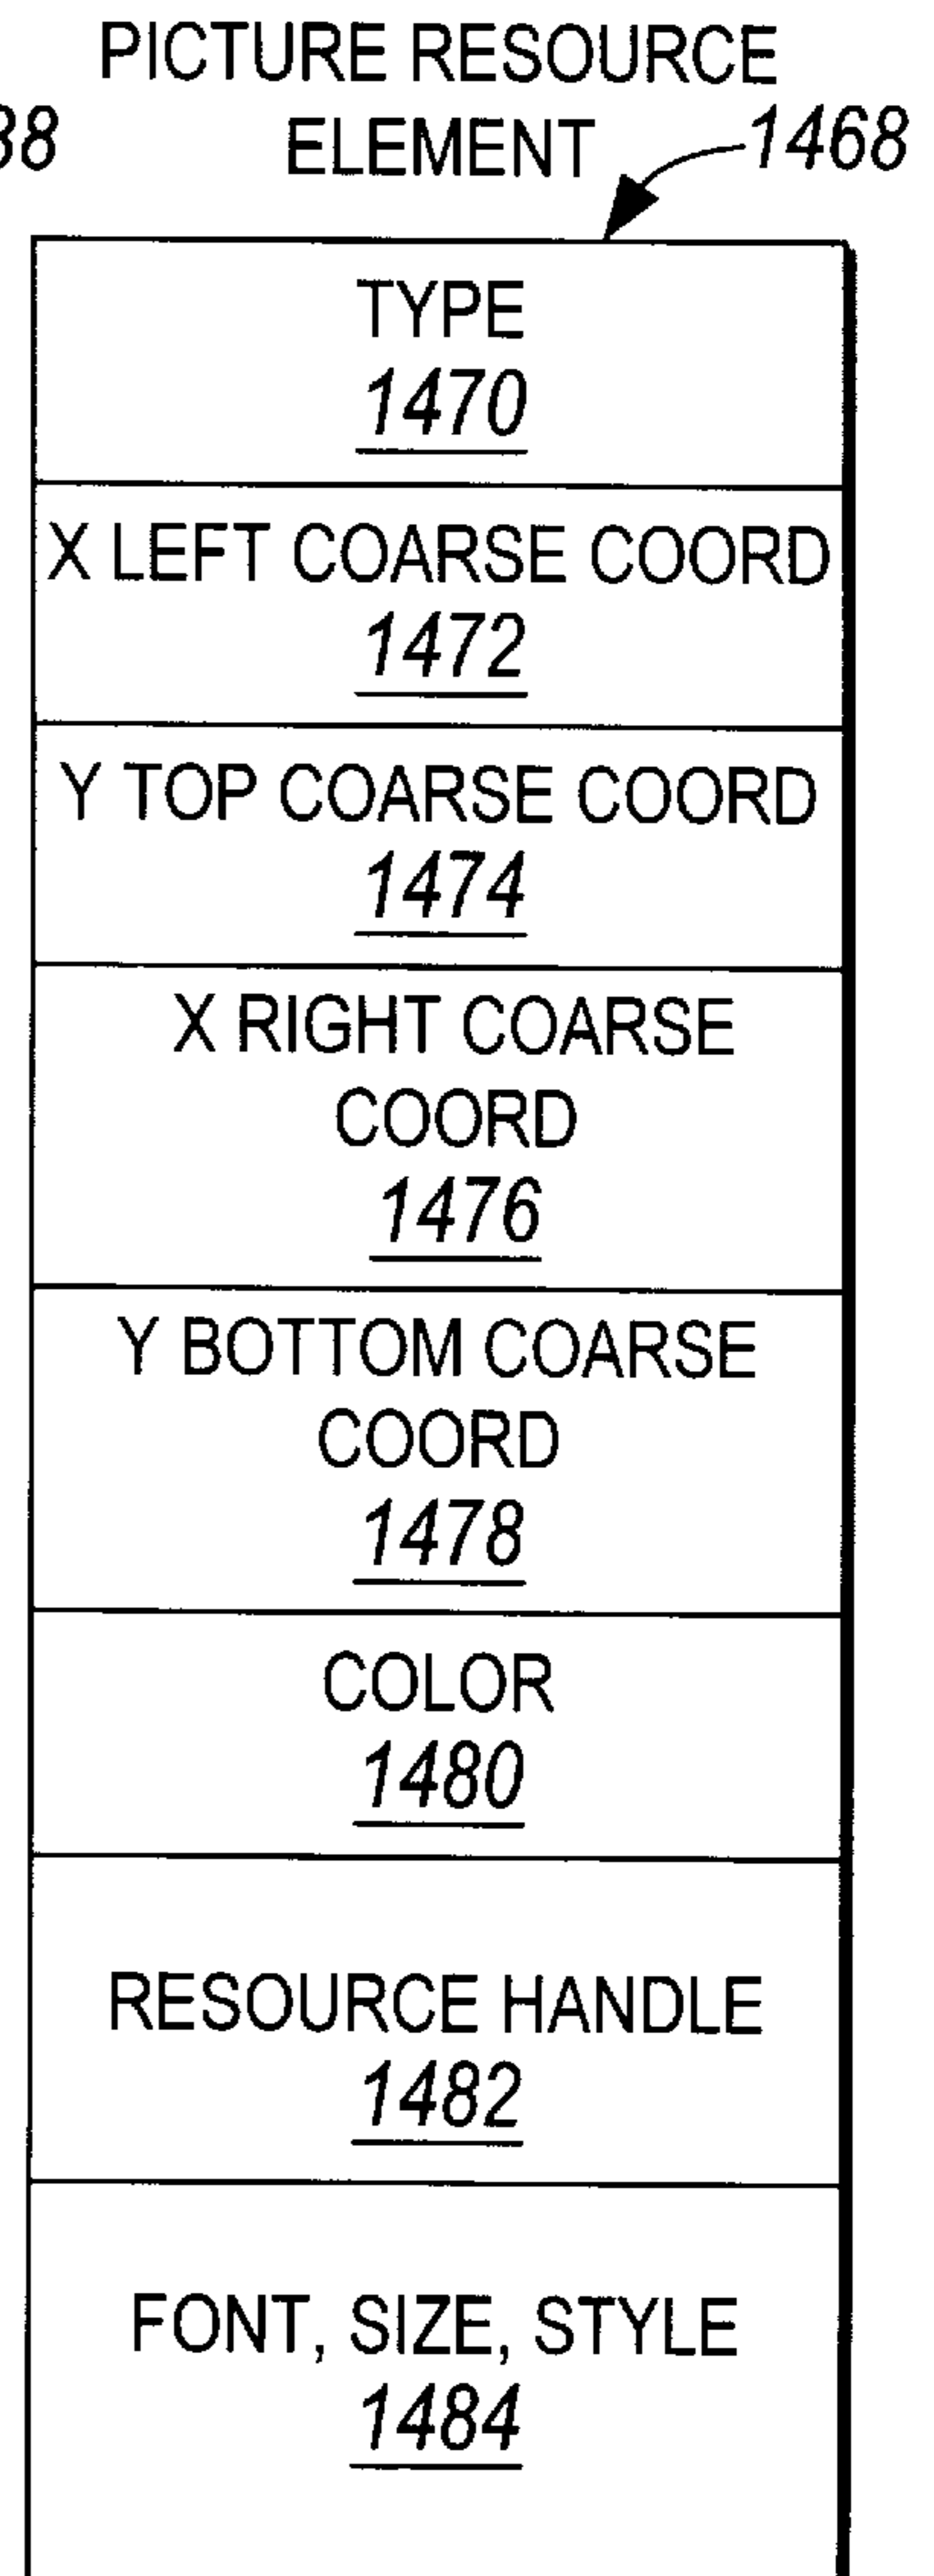 PICTURE RESOURCE
ELEMENT
1468
TYPE
1470
X LEFT COARSE COORD
1472
Y TOP COARSE COORD
1474
X RIGHT COARSE
COORD
1476
Y BOTTOM COARSE
COORD
1478
COLOR
1480
RESOURCE HANDLE
1482
FONT, SIZE, STYLE
1484